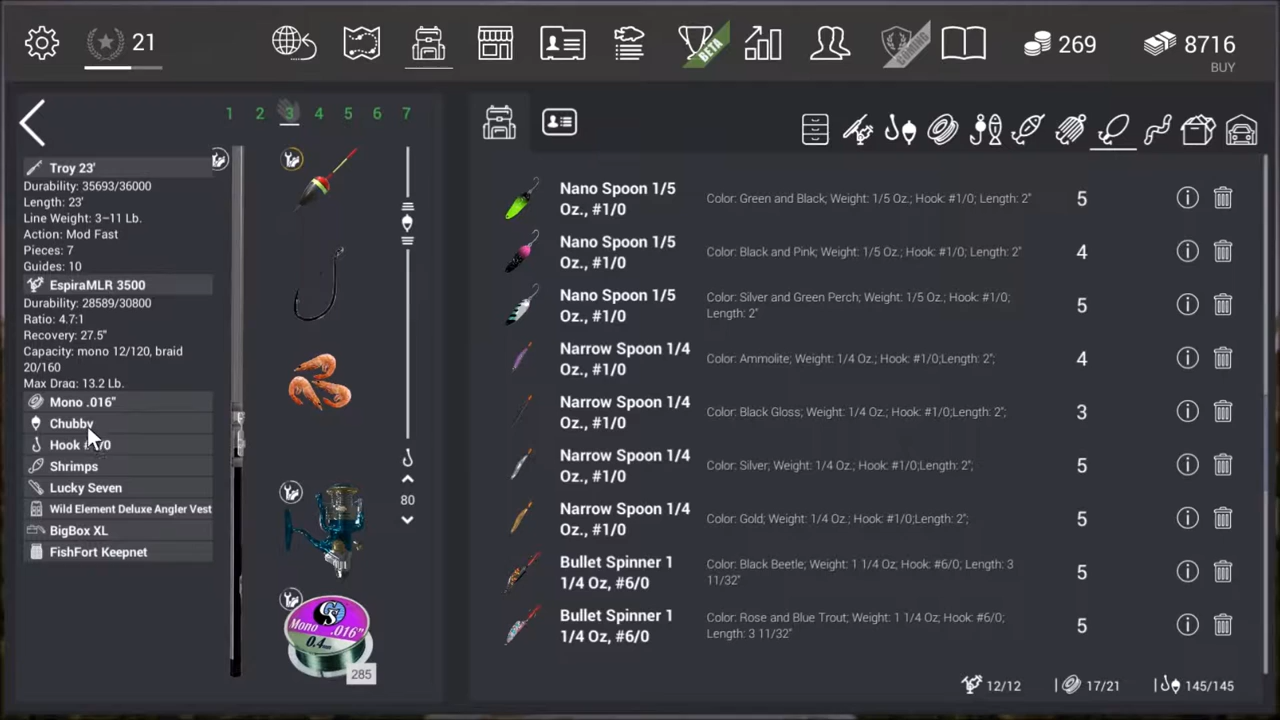 21
BETA
COMING
269
8716
BUY
1 2 3 4 5 6 7
Troy 23'
Durability: 35693/36000
Length: 23'
Line Weight: 3–11 Lb.
Action: Mod Fast
Pieces: 7
Guides: 10
EspiraMLR 3500
Durability: 28589/30800
Ratio: 4.7:1
Recovery: 27.5"
Capacity: mono 12/120, braid
20/160
Max Drag: 13.2 Lb.
Mono .016"
Chubby
Hook #1/0
Shrimps
Lucky Seven
Wild Element Deluxe Angler Vest
BigBox XL
FishFort Keepnet
80
Mono .016"
0.4mm
285
Nano Spoon 1/5
Oz., #1/0
Color: Green and Black; Weight: 1/5 Oz.; Hook: #1/0; Length: 2"
5
Nano Spoon 1/5
Oz., #1/0
Color: Black and Pink; Weight: 1/5 Oz.; Hook: #1/0; Length: 2"
4
Nano Spoon 1/5
Oz., #1/0
Color: Silver and Green Perch; Weight: 1/5 Oz.; Hook: #1/0;
Length: 2"
5
Narrow Spoon 1/4
Oz., #1/0
Color: Ammolite; Weight: 1/4 Oz.; Hook: #1/0;Length: 2";
4
Narrow Spoon 1/4
Oz., #1/0
Color: Black Gloss; Weight: 1/4 Oz.; Hook: #1/0;Length: 2";
3
Narrow Spoon 1/4
Oz., #1/0
Color: Silver; Weight: 1/4 Oz.; Hook: #1/0;Length: 2";
5
Narrow Spoon 1/4
Oz., #1/0
Color: Gold; Weight: 1/4 Oz.; Hook: #1/0;Length: 2";
5
Bullet Spinner 1
1/4 Oz, #6/0
Color: Black Beetle; Weight: 1 1/4 Oz; Hook: #6/0; Length: 3
11/32"
5
Bullet Spinner 1
1/4 Oz, #6/0
Color: Rose and Blue Trout; Weight: 1 1/4 Oz; Hook: #6/0;
Length: 3 11/32"
5
12/12
17/21
145/145